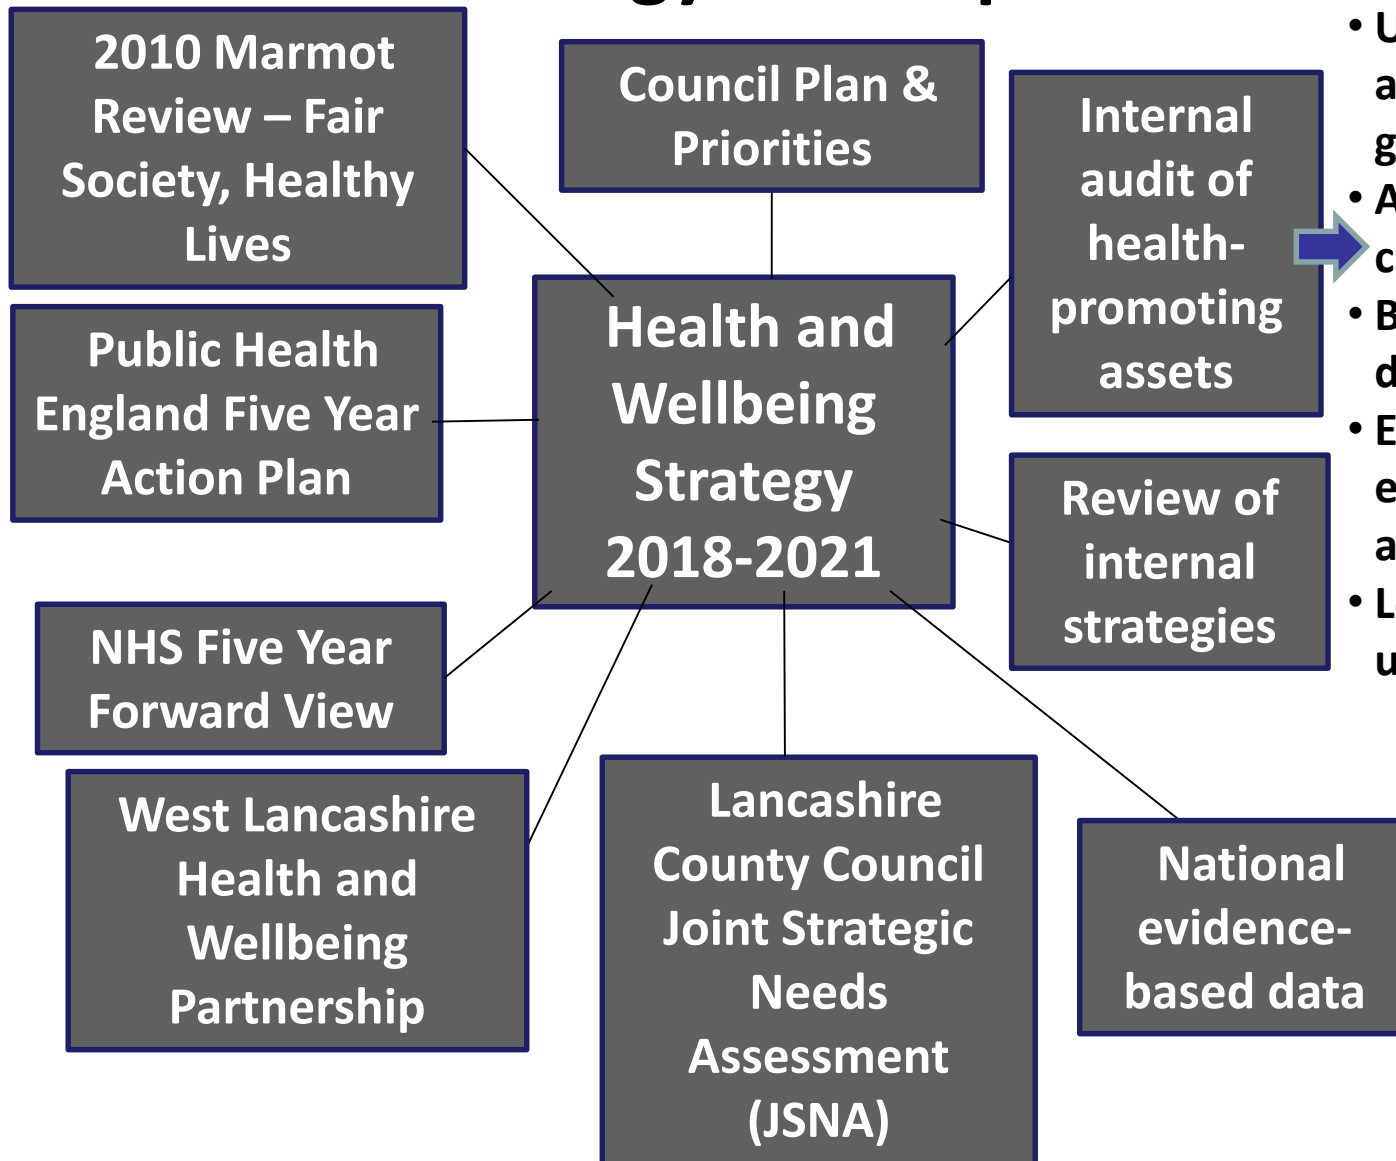 2010 Marmot
Review – Fair
Society, Healthy
Lives
Council Plan &
Priorities
Internal
audit of
health-
promoting
assets
Public Health
England Five Year
Action Plan
Health and
Wellbeing
Strategy
2018-2021
Review of
internal
strategies
NHS Five Year
Forward View
West Lancashire
Health and
Wellbeing
Partnership
Lancashire
County Council
Joint Strategic
Needs
Assessment
(JSNA)
National
evidence-
based data